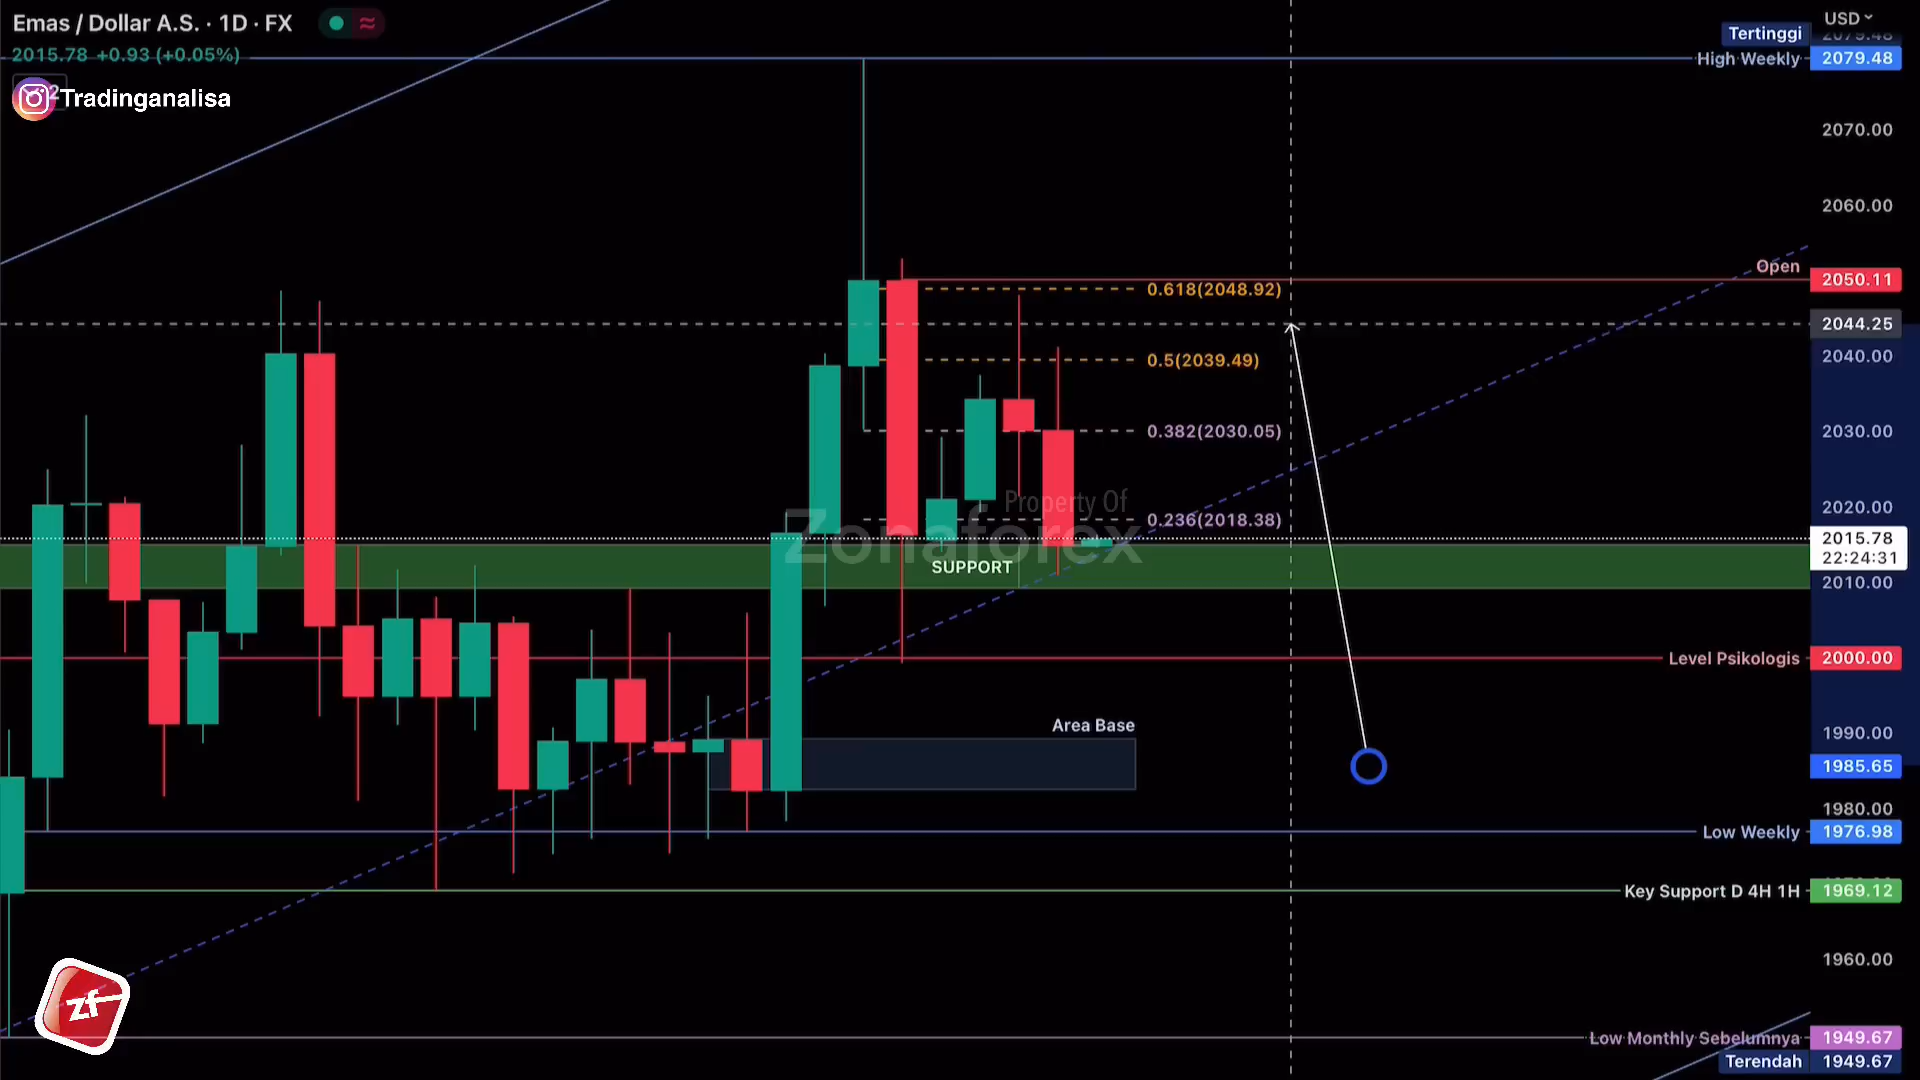 Emas / Dollar A.S. · 1D · FX
2015.78 +0.93 (+0.05%)
Tradinganalisa
USD
Tertinggi
2079.48
High Weekly
2079.48
2070.00
2060.00
Open
2050.11
0.618(2048.92)
2044.25
0.5(2039.49)
2040.00
0.382(2030.05)
2030.00
Property Of
Zonaforex
2020.00
0.236(2018.38)
2015.78
22:24:31
SUPPORT
2010.00
Level Psikologis
2000.00
Area Base
1990.00
1985.65
1980.00
Low Weekly
1976.98
Key Support D 4H 1H
1969.12
1960.00
zf
Low Monthly Sebelumnya
1949.67
Terendah
1949.67